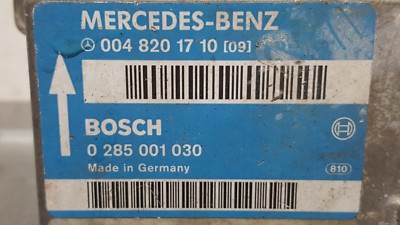 MERCEDES-BENZ
004 820 17 10 [09]
BOSCH
0 285 001 030
Made in Germany
810